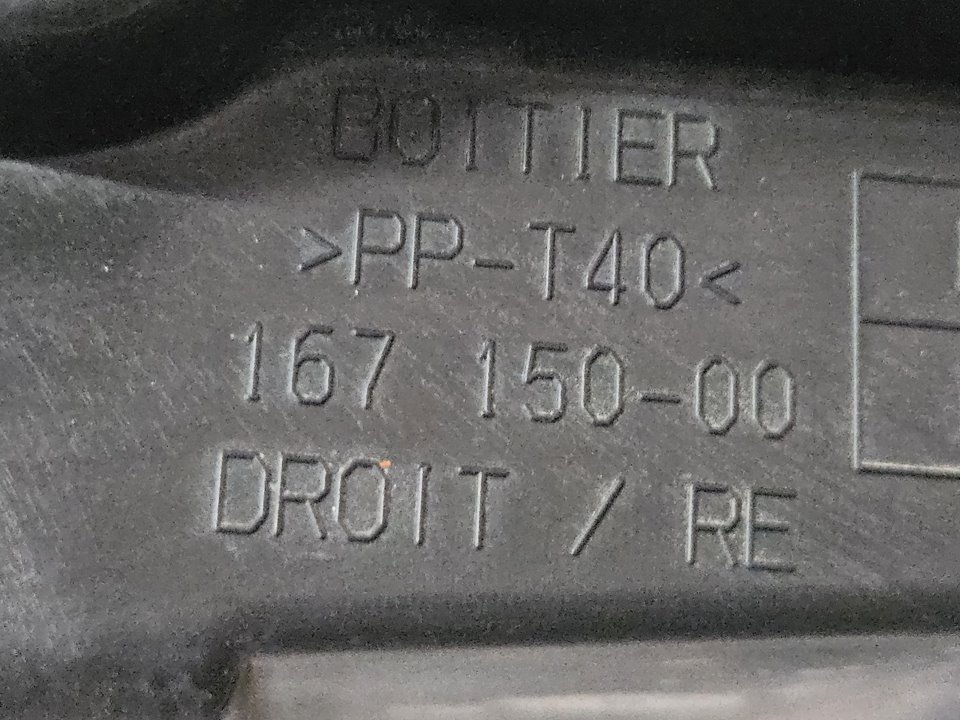 BOITIER
>PP-T40<
167 150-00
DROIT / RE